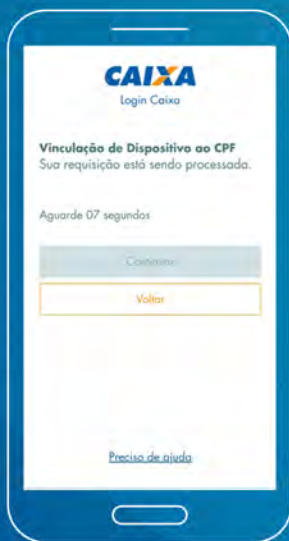 CAIXA
Login Caixa
Vinculação de Dispositivo ao CPF
Sua requisição está sendo processada.
Aguarde 07 segundos
Continuar
Voltar
Preciso de ajuda